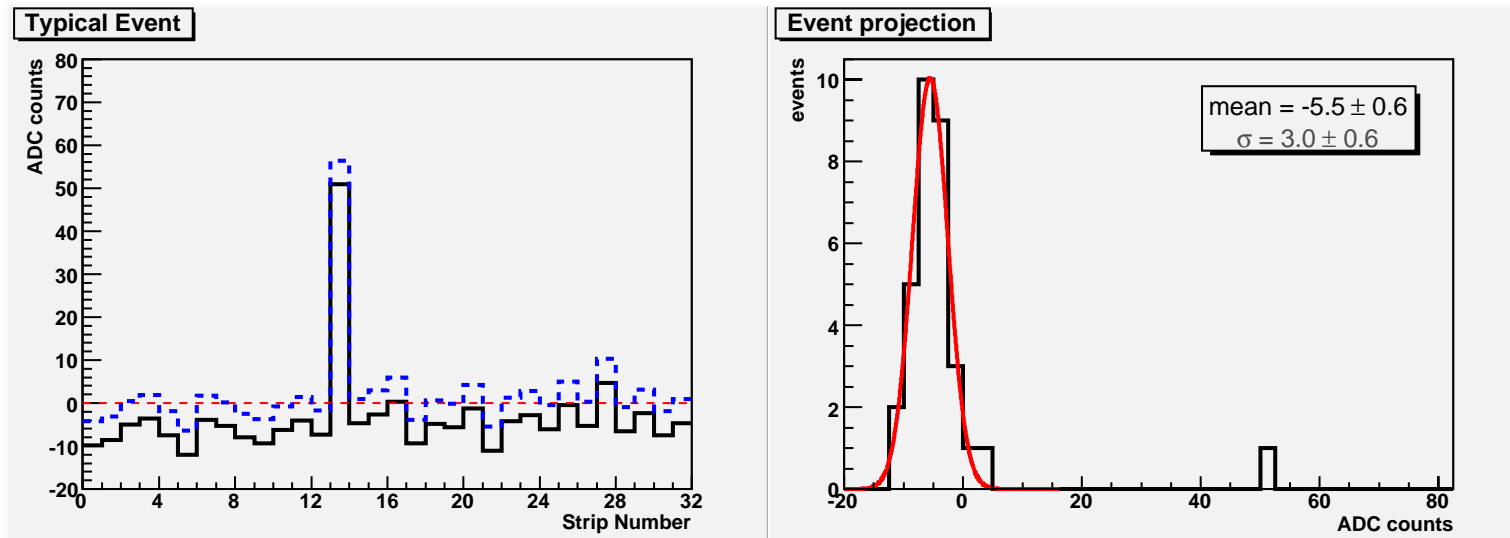 Typical Event
ADC counts
80
70
60
50
40
30
20
10
0
-10
-20
0 4 8 12 16 20 24 28 32
Strip Number
Event projection
events
10
8
6
4
2
0
mean = -5.5 ± 0.6
σ = 3.0 ± 0.6
-20 0 20 40 60 80
ADC counts